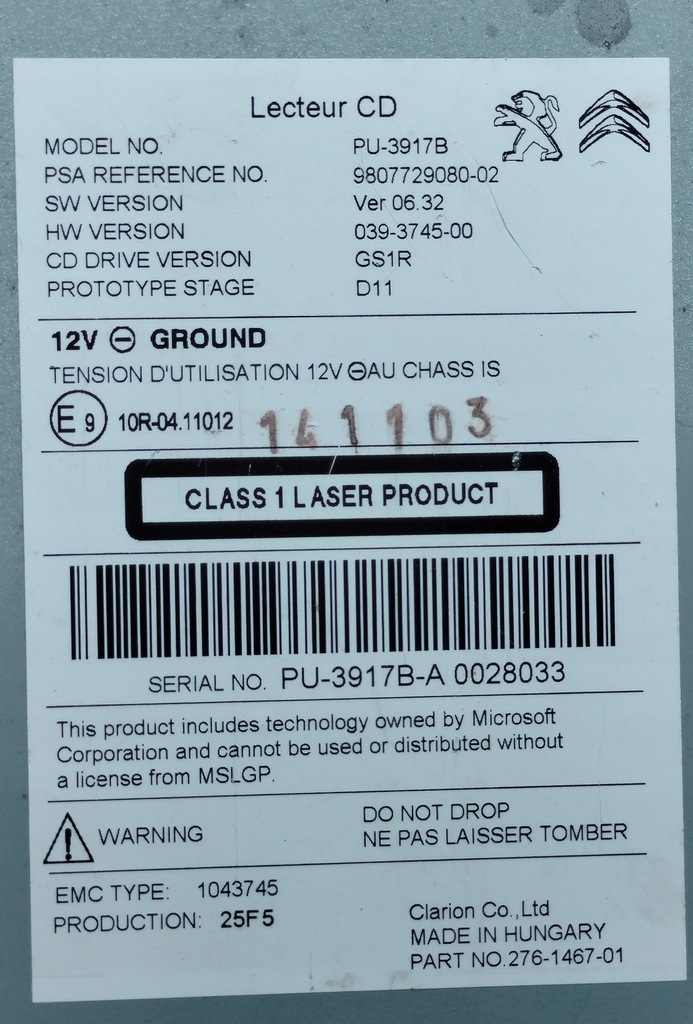 Lecteur CD
MODEL NO. PU-3917B
PSA REFERENCE NO. 9807729080-02
SW VERSION Ver 06.32
HW VERSION 039-3745-00
CD DRIVE VERSION GS1R
PROTOTYPE STAGE D11
12V ⊖ GROUND
TENSION D'UTILISATION 12V ⊖AU CHASS IS
E9 10R-04.11012 141103
CLASS 1 LASER PRODUCT
SERIAL NO. PU-3917B-A 0028033
This product includes technology owned by Microsoft
Corporation and cannot be used or distributed without
a license from MSLGP.
WARNING
DO NOT DROP
NE PAS LAISSER TOMBER
EMC TYPE: 1043745
PRODUCTION: 25F5
Clarion Co.,Ltd
MADE IN HUNGARY
PART NO.276-1467-01